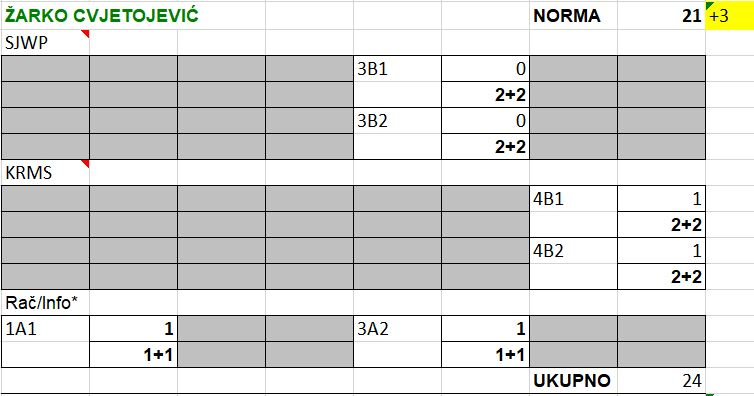 ŽARKO CVJETOJEVIĆ NORMA 21 +3
SJWP
3B1 0
2+2
3B2 0
2+2
KRMS
4B1 1
2+2
4B2 1
2+2
Rač/Info*
1A1 1 3A2 1
1+1 1+1
UKUPNO 24